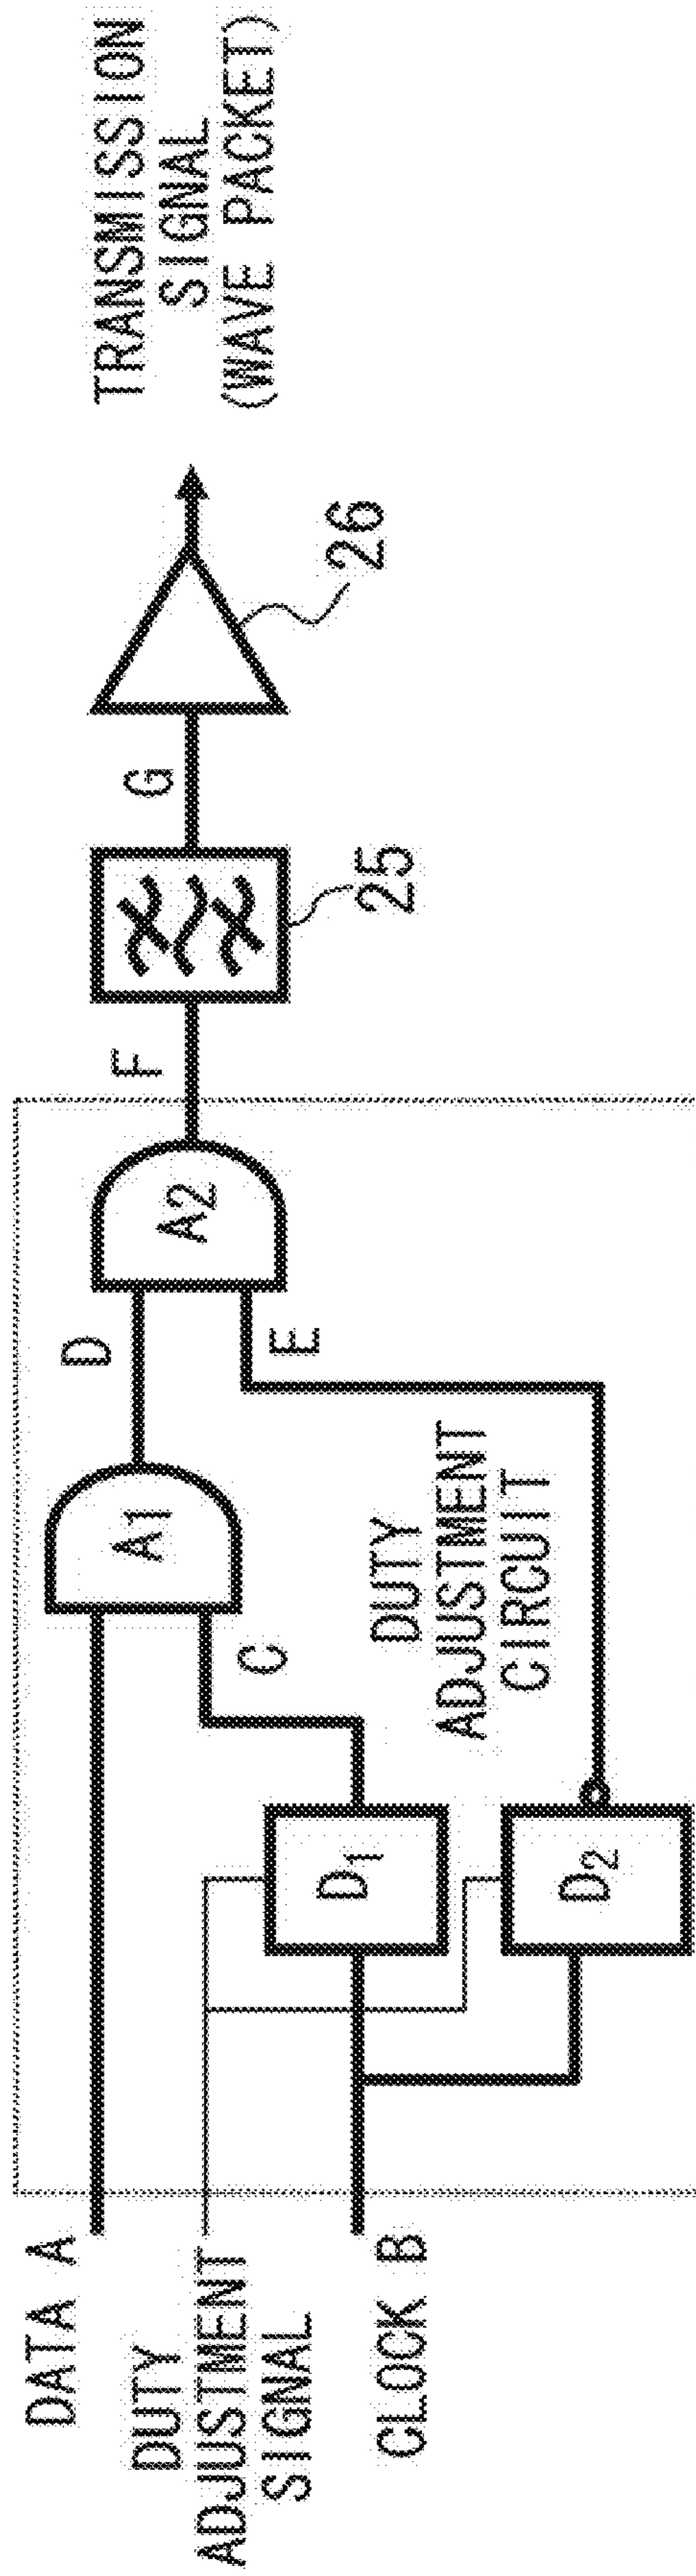 DATA A
DUTY
ADJUSTMENT
SIGNAL
CLOCK B
D1
D2
C
A1
DUTY
ADJUSTMENT
CIRCUIT
D
E
A2
F
25
G
26
TRANSMISSION
SIGNAL
(WAVE PACKET)